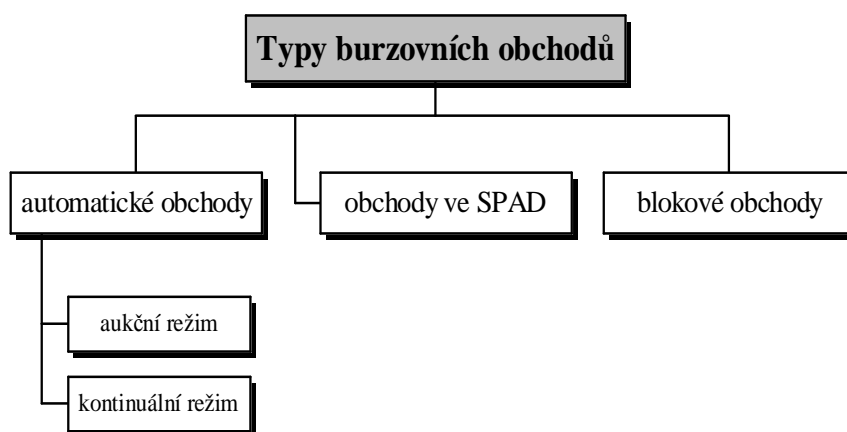 Typy burzovních obchodů
automatické obchody
obchody ve SPAD
blokové obchody
aukční režim
kontinuální režim